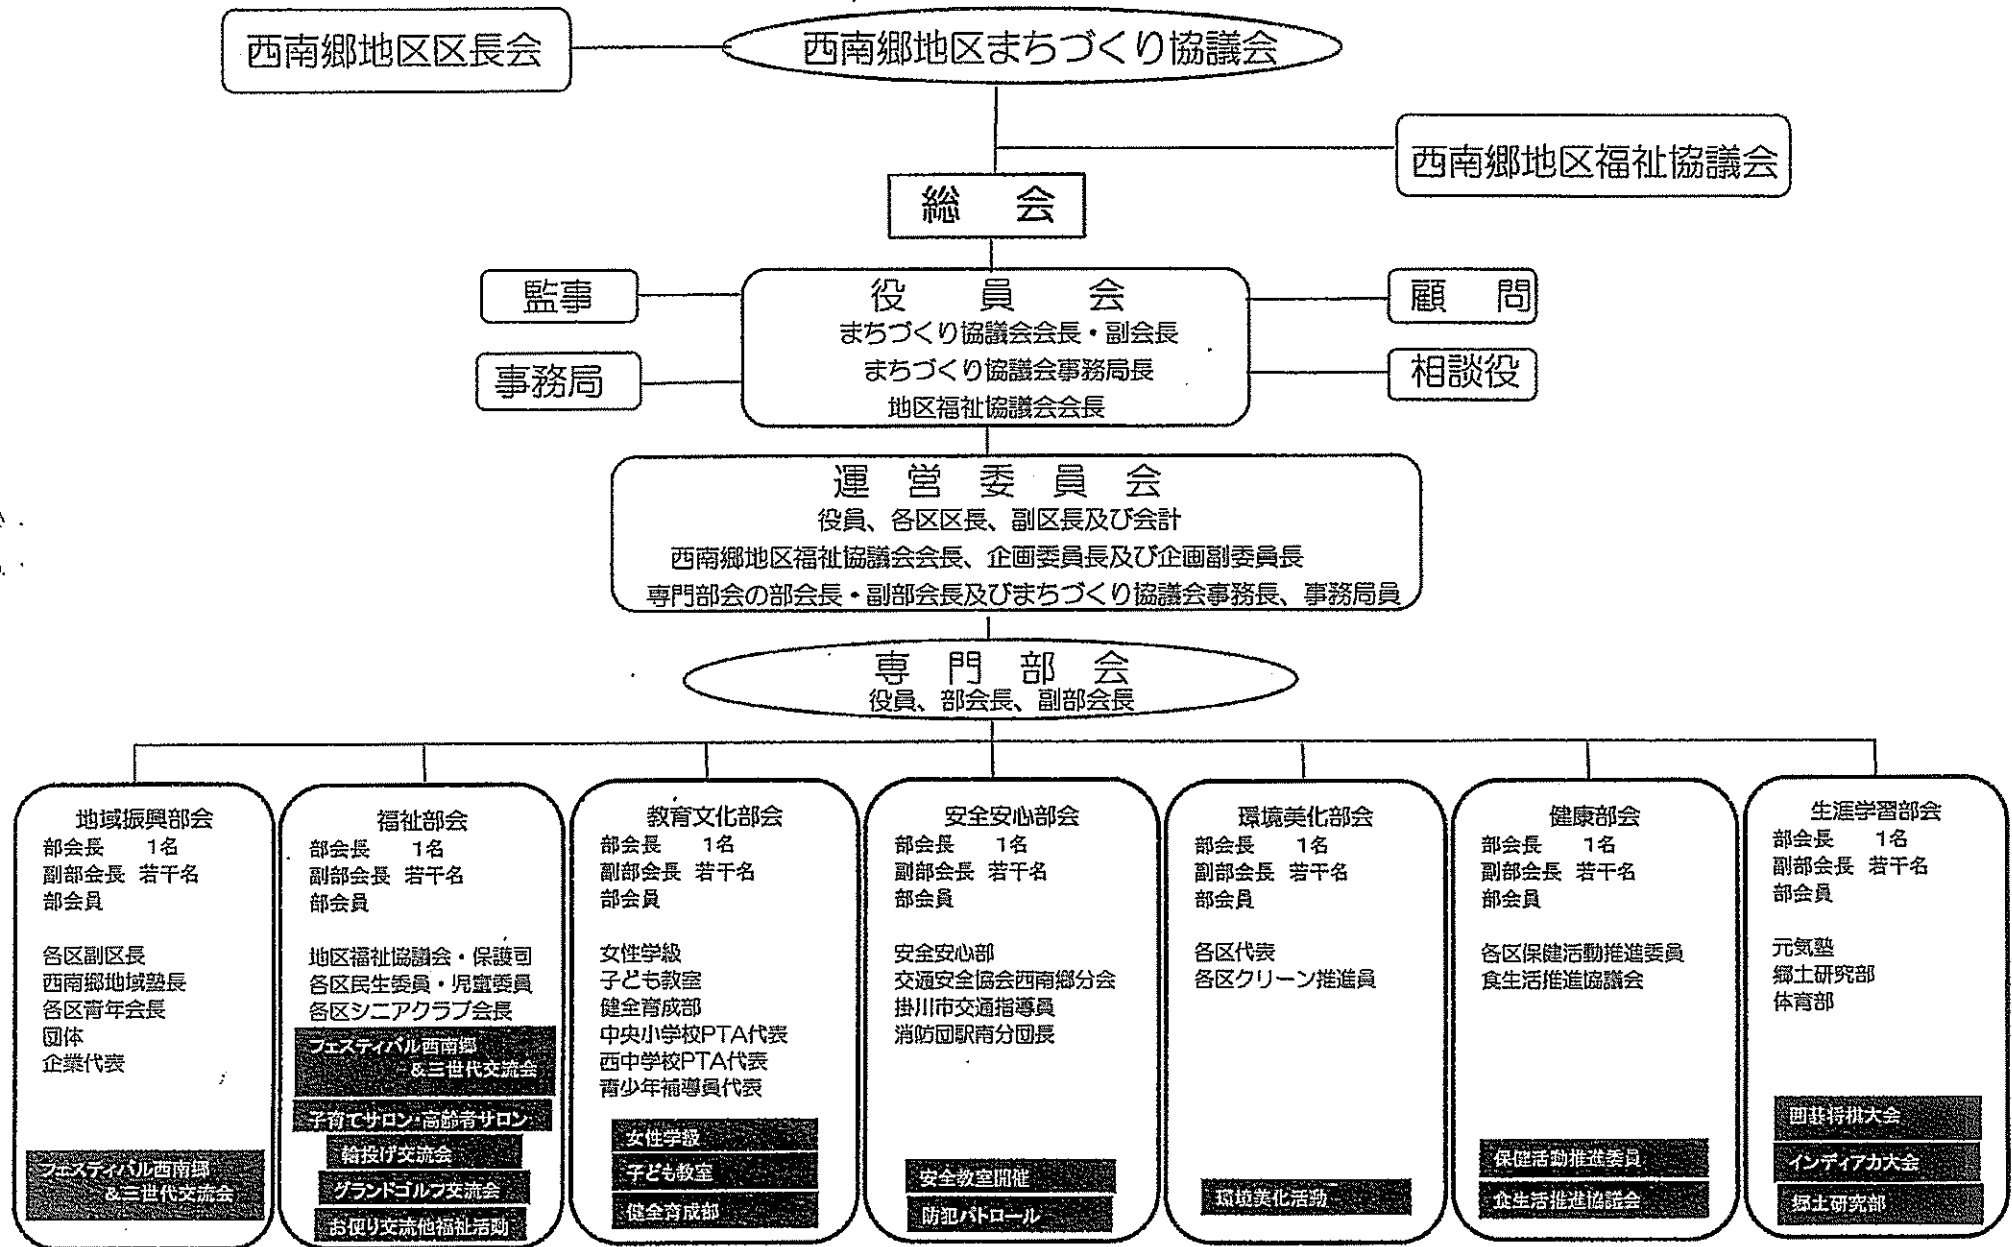 西南郷地区区長会
西南郷地区まちづくり協議会
西南郷地区福祉協議会
総　会
監事
事務局
役　員　会
まちづくり協議会会長・副会長
まちづくり協議会事務局長
地区福祉協議会会長
顧　問
相談役
運　営　委　員　会
役員、各区区長、副区長及び会計
西南郷地区福祉協議会会長、企画委員長及び企画副委員長
専門部会の部会長・副部会長及びまちづくり協議会事務長、事務局員
専　門　部　会
役員、部会長、副部会長
地域振興部会
部会長　1名
副部会長 若干名
部会員
各区副区長
西南郷地域塾長
各区青年会長
団体
企業代表
フェスティバル西南郷
&三世代交流会
福祉部会
部会長　1名
副部会長 若干名
部会員
地区福祉協議会・保護司
各区民生委員・児童委員
各区シニアクラブ会長
フェスティバル西南郷
&三世代交流会
子育てサロン・高齢者サロン
輪投げ交流会
グランドゴルフ交流会
お便り交流他福祉活動
教育文化部会
部会長　1名
副部会長 若干名
部会員
女性学級
子ども教室
健全育成部
中央小学校PTA代表
西中学校PTA代表
青少年補導員代表
女性学級
子ども教室
健全育成部
安全安心部会
部会長　1名
副部会長 若干名
部会員
安全安心部
交通安全協会西南郷分会
掛川市交通指導員
消防団駅南分団長
安全教室開催
防犯パトロール
環境美化部会
部会長　1名
副部会長 若干名
部会員
各区代表
各区クリーン推進員
環境美化活動
健康部会
部会長　1名
副部会長 若干名
部会員
各区保健活動推進委員
食生活推進協議会
保健活動推進委員
食生活推進協議会
生涯学習部会
部会長　1名
副部会長 若干名
部会員
元気塾
郷土研究部
体育部
囲碁将棋大会
インディアカ大会
郷土研究部